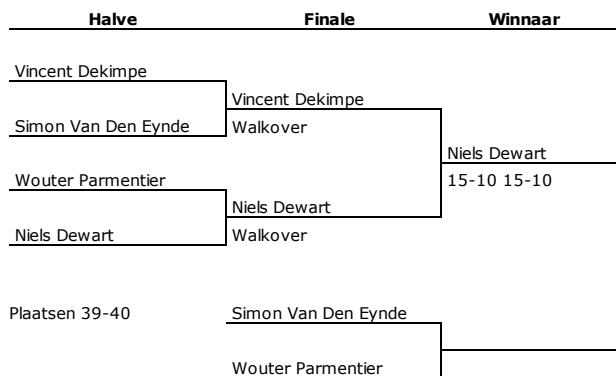 Halve Finale Winnaar
Vincent Dekimpe
Vincent Dekimpe
Simon Van Den Eynde Walkover
Niels Dewart
Wouter Parmentier 15-10 15-10
Niels Dewart
Niels Dewart Walkover
Plaatsen 39-40 Simon Van Den Eynde
Wouter Parmentier